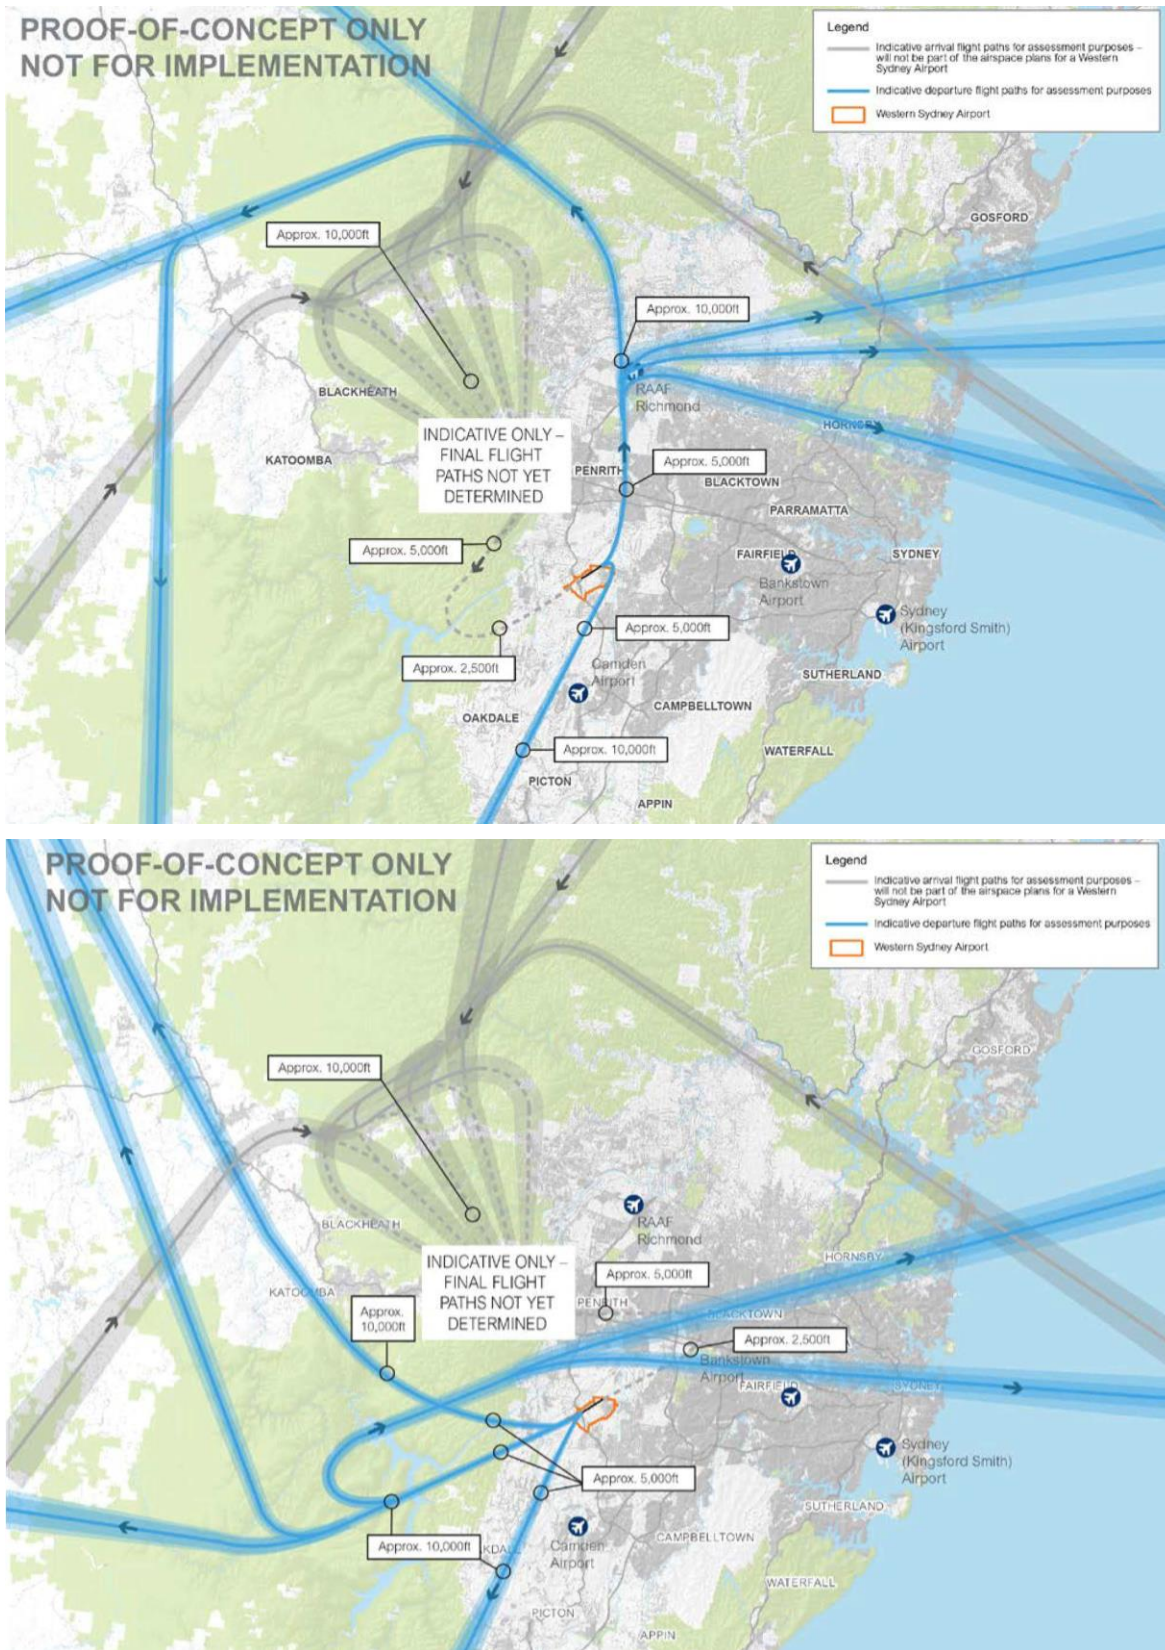 PROOF-OF-CONCEPT ONLY
NOT FOR IMPLEMENTATION
Legend
Indicative arrival flight paths for assessment purposes –
will not be part of the airspace plans for a Western
Sydney Airport
Indicative departure flight paths for assessment purposes
Western Sydney Airport
GOSFORD
Approx. 10,000ft
Approx. 10,000ft
RAAF
Richmond
BLACKHEATH
HORNSBY
INDICATIVE ONLY –
FINAL FLIGHT
PATHS NOT YET
DETERMINED
KATOOMBA
PENRITH
Approx. 5,000ft
BLACKTOWN
PARRAMATTA
Approx. 5,000ft
FAIRFIELD
SYDNEY
Bankstown
Airport
Sydney
(Kingsford Smith)
Airport
Approx. 5,000ft
Approx. 2,500ft
Camden
Airport
SUTHERLAND
OAKDALE
CAMPBELLTOWN
Approx. 10,000ft
WATERFALL
PICTON
APPIN
PROOF-OF-CONCEPT ONLY
NOT FOR IMPLEMENTATION
Legend
Indicative arrival flight paths for assessment purposes –
will not be part of the airspace plans for a Western
Sydney Airport
Indicative departure flight paths for assessment purposes
Western Sydney Airport
GOSFORD
Approx. 10,000ft
RAAF
Richmond
BLACKHEATH
HORNSBY
INDICATIVE ONLY –
FINAL FLIGHT
PATHS NOT YET
DETERMINED
Approx. 5,000ft
KATOOMBA
PENRITH
Approx.
10,000ft
BLACKTOWN
Approx. 2,500ft
Bankstown
Airport
FAIRFIELD
SYDNEY
Sydney
(Kingsford Smith)
Airport
Approx. 5,000ft
SUTHERLAND
Approx. 10,000ft
KDALE
Camden
Airport
CAMPBELLTOWN
WATERFALL
PICTON
APPIN